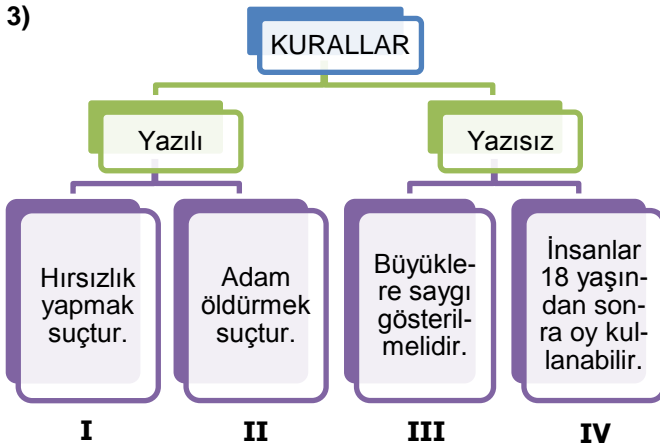 3)
KURALLAR
Yazılı
Yazısız
Hırsızlık
yapmak
suçtur.
Adam
öldürmek
suçtur.
Büyükle-
re saygı
gösteril-
melidir.
İnsanlar
18 yaşın-
dan son-
ra oy kul-
lanabilir.
I
II
III
IV